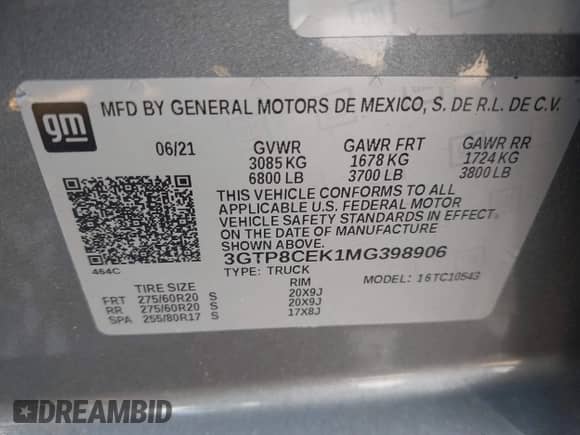 gm
MFD BY GENERAL MOTORS DE MEXICO, S. DE R.L. DE C.V.
06/21 GVWR GAWR FRT GAWR RR
3085 KG 1678 KG 1724 KG
6800 LB 3700 LB 3800 LB
THIS VEHICLE CONFORMS TO ALL
APPLICABLE U.S. FEDERAL MOTOR
VEHICLE SAFETY STANDARDS IN EFFECT
ON THE DATE OF MANUFACTURE
SHOWN ABOVE.
3GTP8CEK1MG398906
464C
TYPE: TRUCK MODEL: 16TC10543
TIRE SIZE RIM
FRT 275/60R20 S 20X9J
RR 275/60R20 S 20X9J
SPA 255/80R17 S 17X8J
DREAMBID